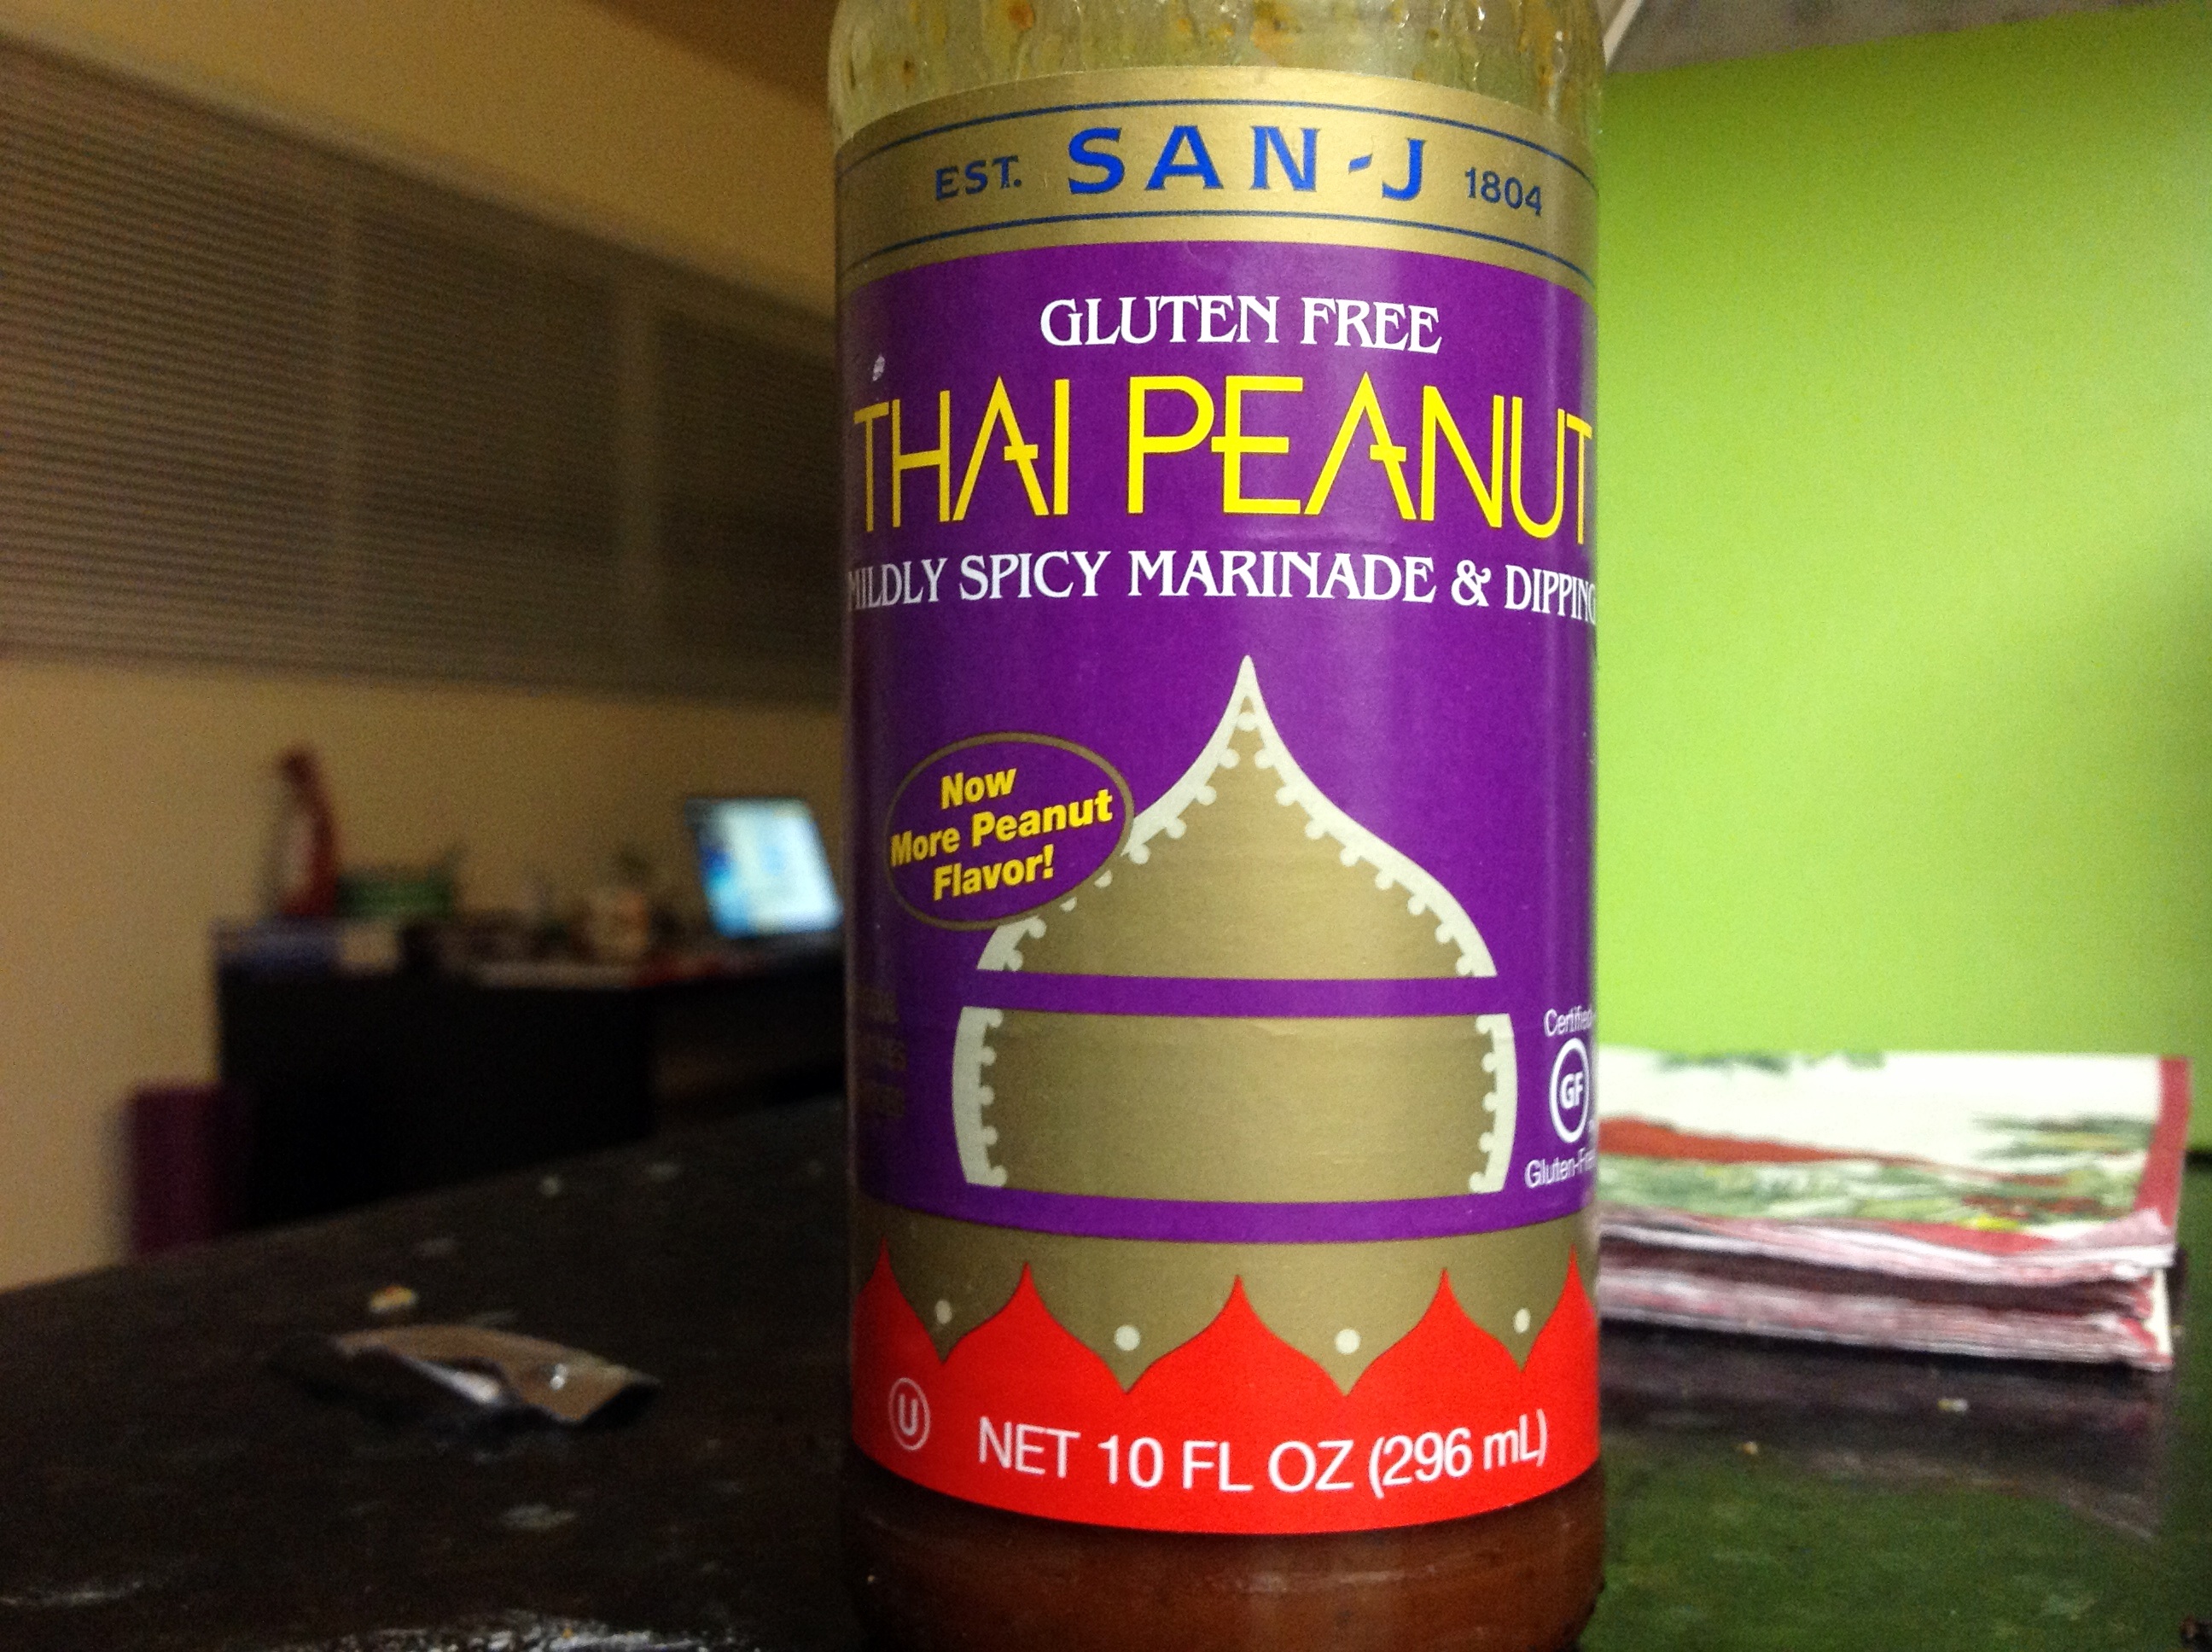 EST. SAN-J 1804
GLUTEN FREE
THAI PEANUT
MILDLY SPICY MARINADE & DIPPING
Now
More Peanut
Flavor!
Certified
GF
Gluten-Free
U
NET 10 FL OZ (296 mL)